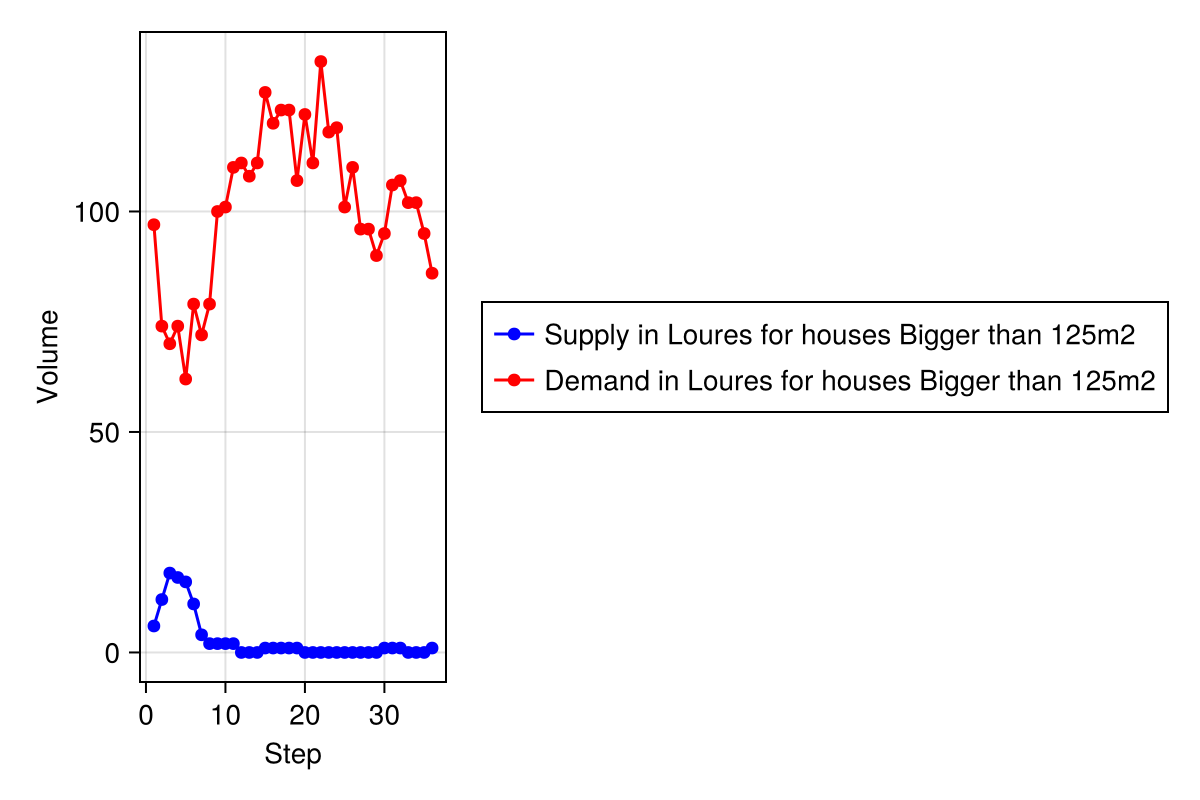 Volume
100
50
0
0 10 20 30
Step
Supply in Loures for houses Bigger than 125m2
Demand in Loures for houses Bigger than 125m2